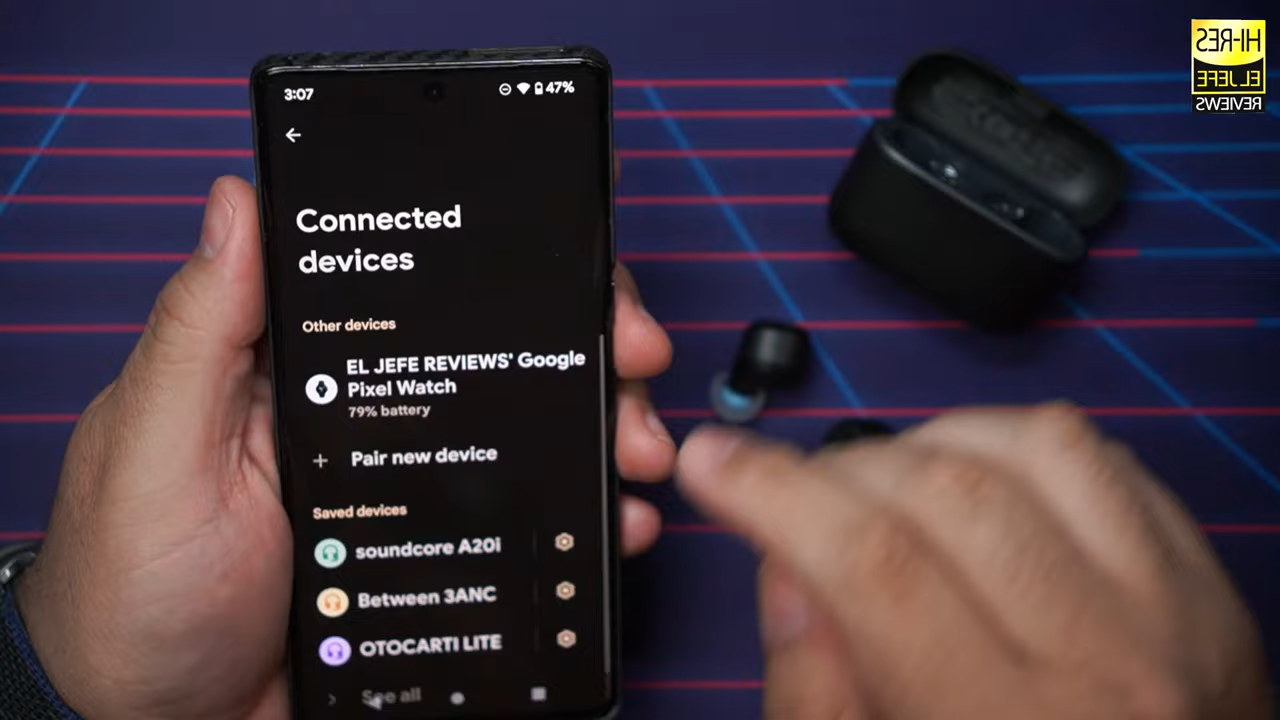 3:07
47%
HI-RES
EL JEFE
REVIEWS
Connected
devices
Other devices
EL JEFE REVIEWS' Google
Pixel Watch
79% battery
Pair new device
Saved devices
soundcore A20i
Between 3ANC
OTOCARTI LITE
See all